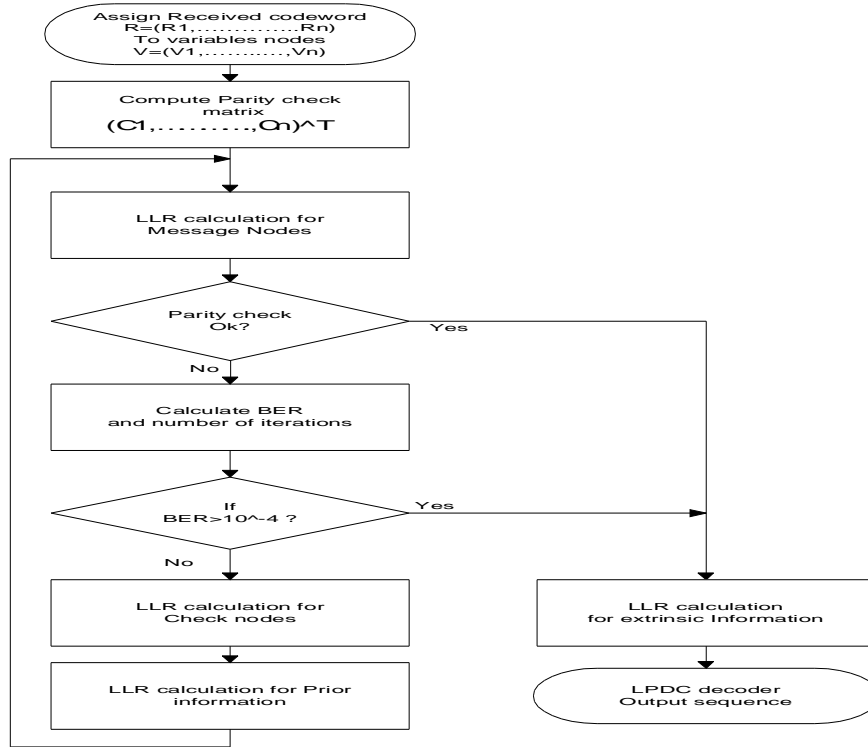 Assign Received codeword
R=(R1,..............Rn)
To variables nodes
V=(V1,...........,Vn)
Compute Parity check
matrix
(C1,..........,Cn)^T
LLR calculation for
Message Nodes
Parity check
Ok?
Yes
No
Calculate BER
and number of iterations
If
BER>10^-4 ?
Yes
No
LLR calculation for
Check nodes
LLR calculation
for extrinsic Information
LLR calculation for Prior
information
LPDC decoder
Output sequence